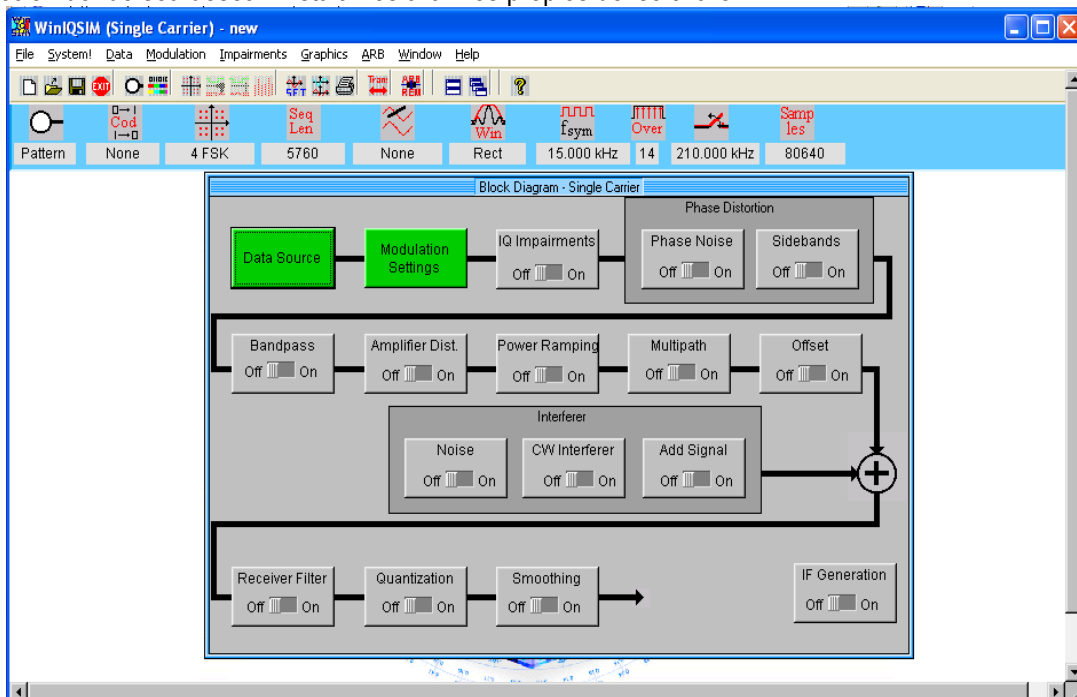 WinIQSIM (Single Carrier) - new
File System! Data Modulation Impairments Graphics ARB Window Help
Cod Seq Len Win fsym Over Samp les
Pattern None 4 FSK 5760 None Rect 15.000 kHz 14 210.000 kHz 80640
Block Diagram - Single Carrier
Phase Distortion
Data Source
Modulation Settings
IQ Impairments
Off On
Phase Noise
Off On
Sidebands
Off On
Bandpass
Off On
Amplifier Dist.
Off On
Power Ramping
Off On
Multipath
Off On
Offset
Off On
Interferer
Noise
Off On
CW Interferer
Off On
Add Signal
Off On
Receiver Filter
Off On
Quantization
Off On
Smoothing
Off On
IF Generation
Off On